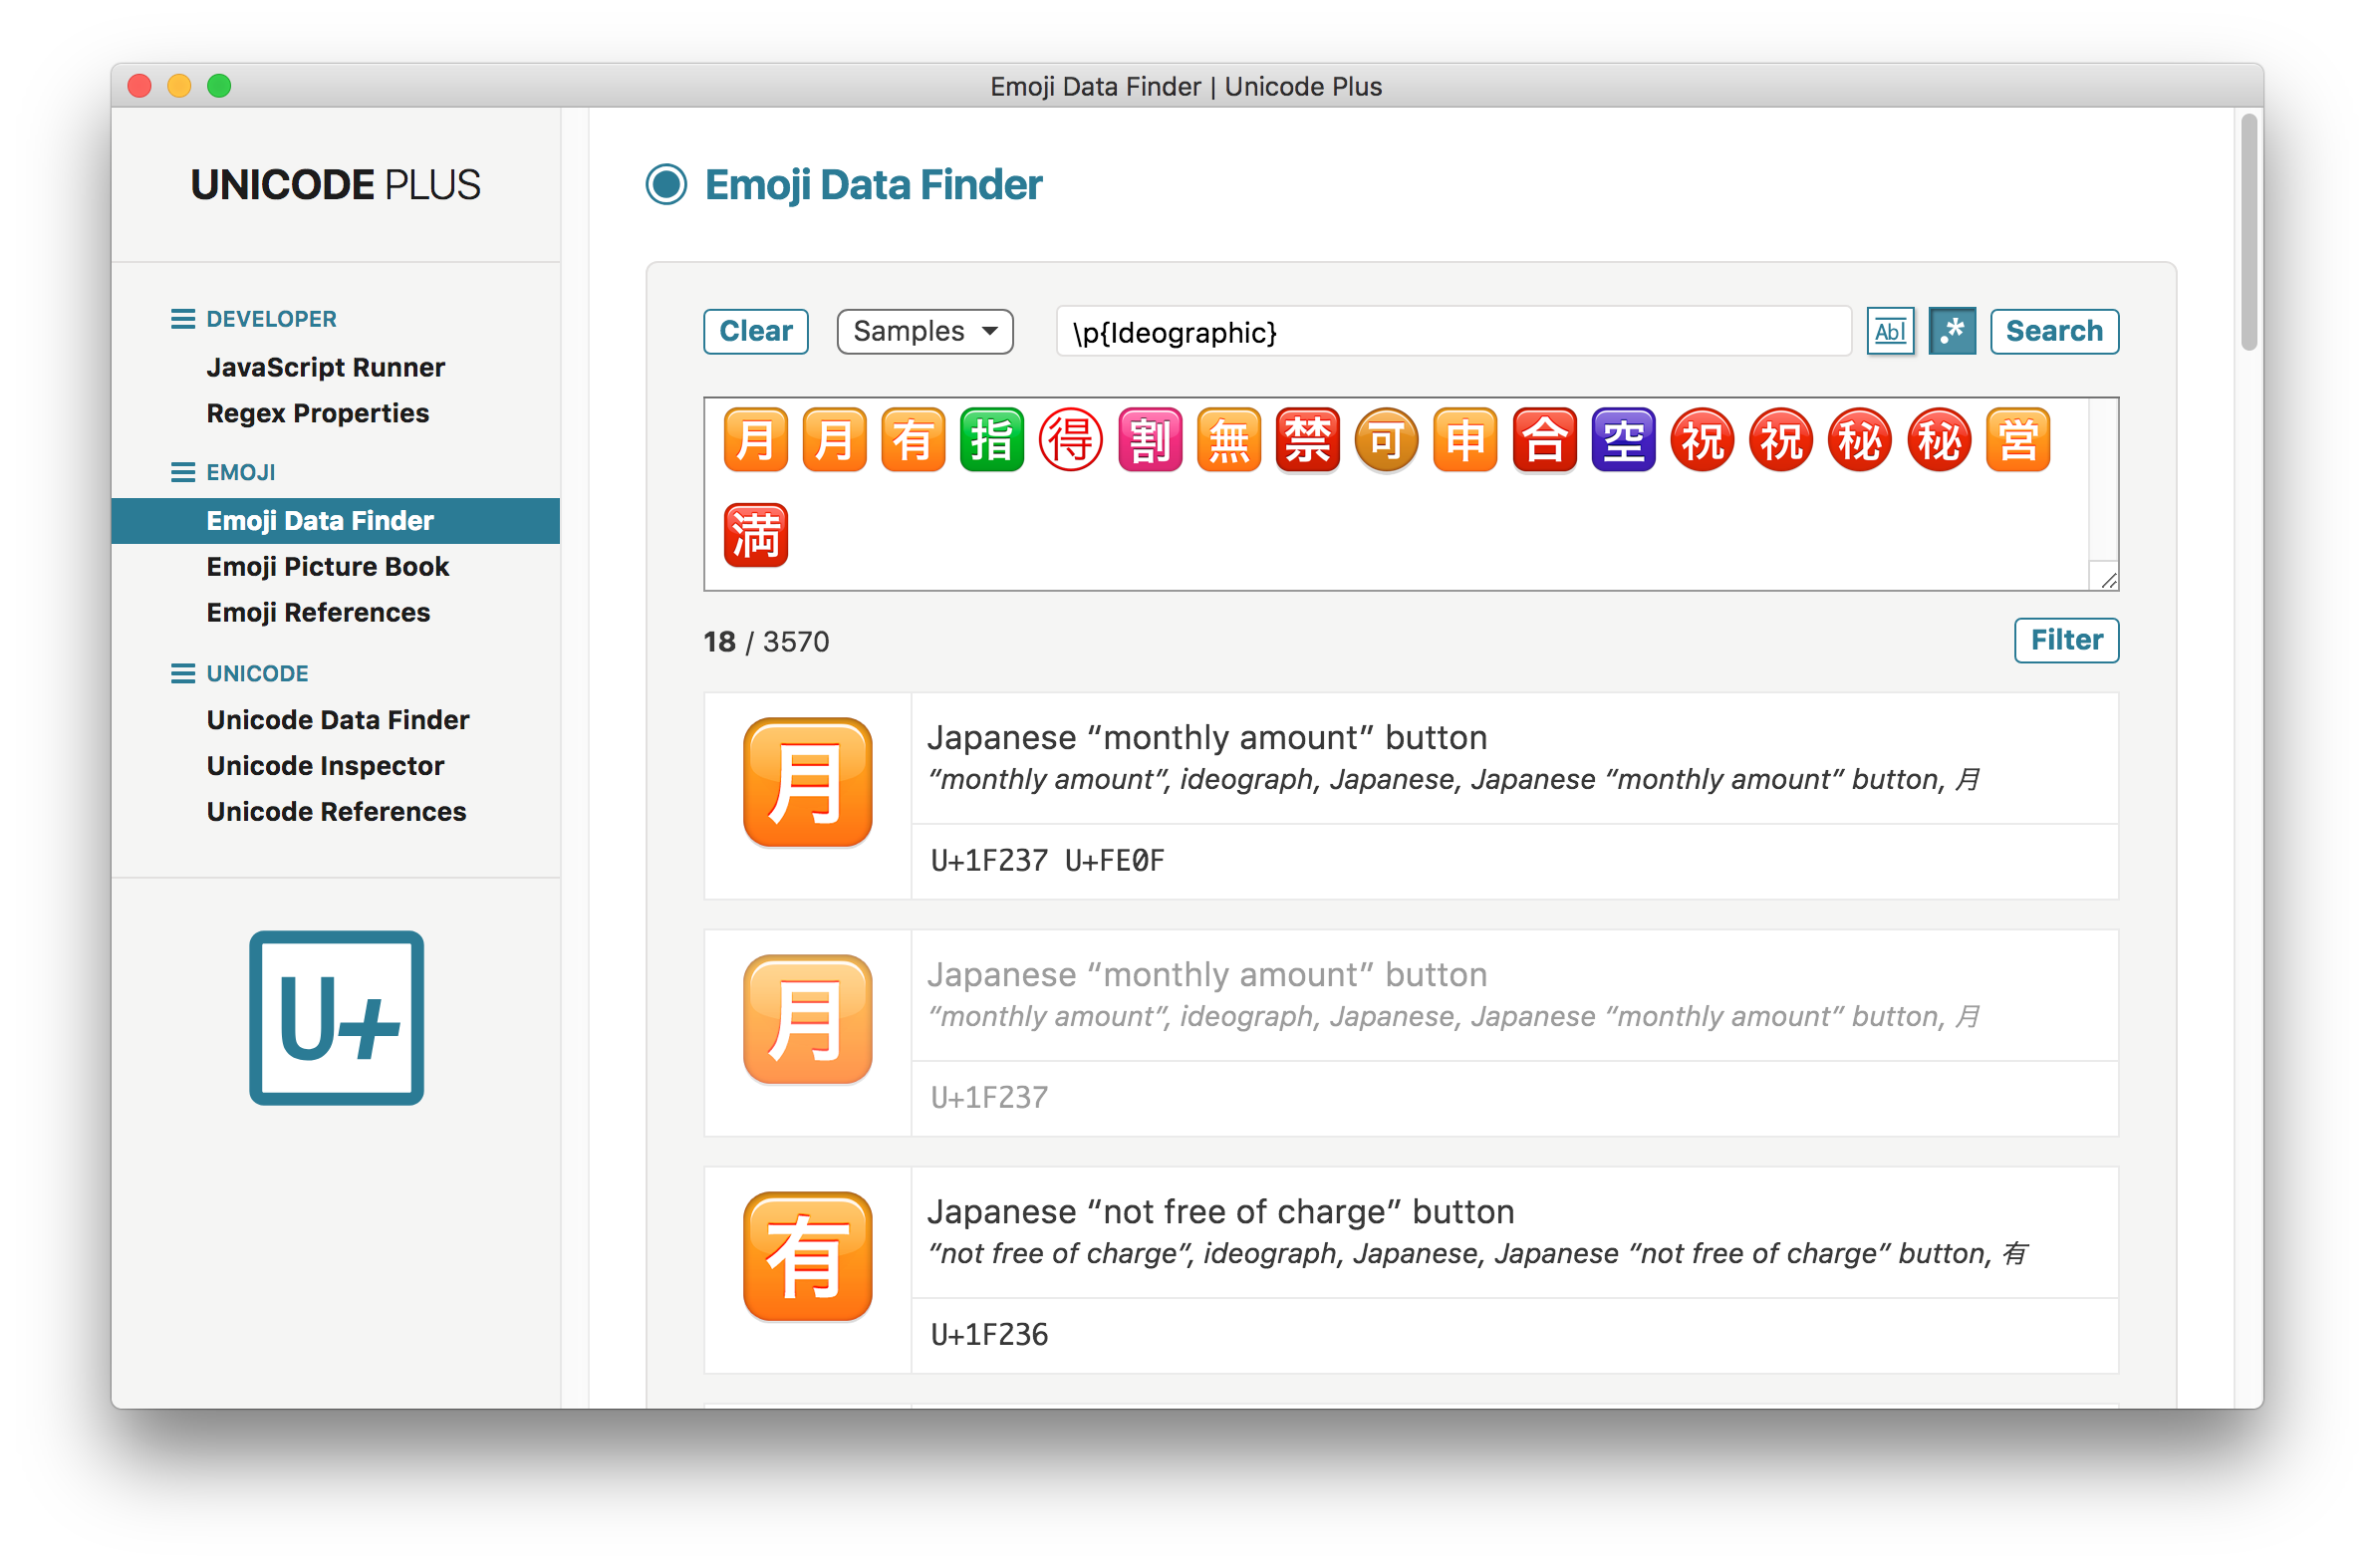 Emoji Data Finder | Unicode Plus
UNICODE PLUS
DEVELOPER
JavaScript Runner
Regex Properties
EMOJI
Emoji Data Finder
Emoji Picture Book
Emoji References
UNICODE
Unicode Data Finder
Unicode Inspector
Unicode References
U+
Emoji Data Finder
Clear Samples \p{Ideographic} Abl .* Search
月 月 有 指 得 割 無 禁 可 申 合 空 祝 祝 秘 秘 営
満
18 / 3570
Filter
月
Japanese “monthly amount” button
“monthly amount”, ideograph, Japanese, Japanese “monthly amount” button, 月
U+1F237 U+FE0F
月
Japanese “monthly amount” button
“monthly amount”, ideograph, Japanese, Japanese “monthly amount” button, 月
U+1F237
有
Japanese “not free of charge” button
“not free of charge”, ideograph, Japanese, Japanese “not free of charge” button, 有
U+1F236